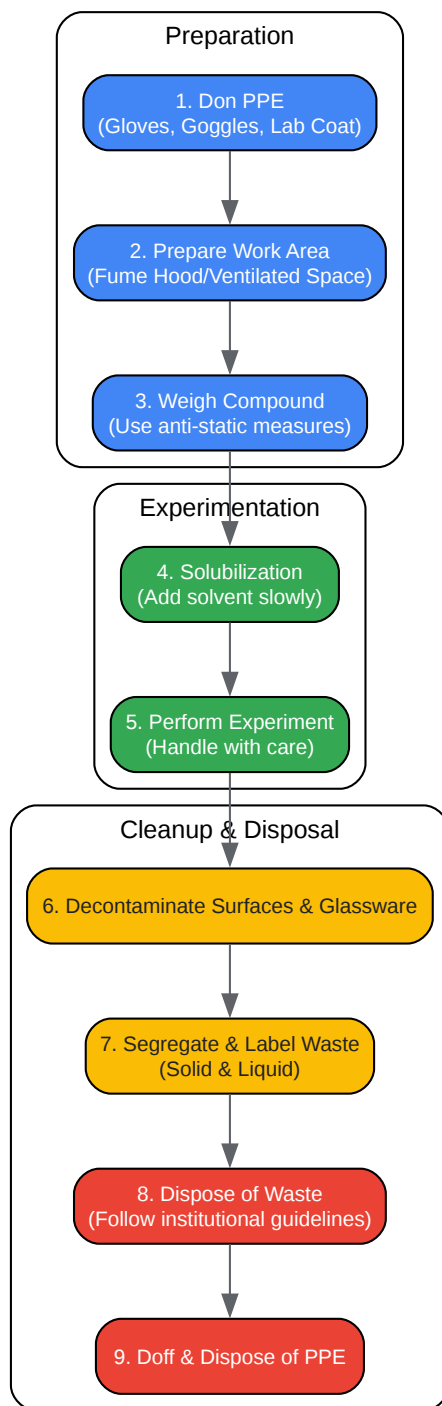 Preparation
1. Don PPE
(Gloves, Goggles, Lab Coat)
2. Prepare Work Area
(Fume Hood/Ventilated Space)
3. Weigh Compound
(Use anti-static measures)
Experimentation
4. Solubilization
(Add solvent slowly)
5. Perform Experiment
(Handle with care)
Cleanup & Disposal
6. Decontaminate Surfaces & Glassware
7. Segregate & Label Waste
(Solid & Liquid)
8. Dispose of Waste
(Follow institutional guidelines)
9. Doff & Dispose of PPE